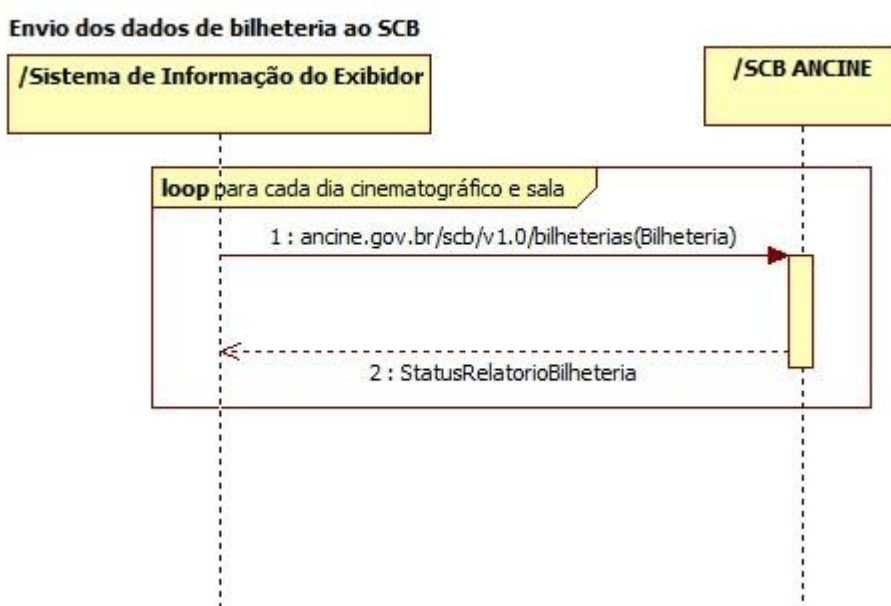 Envio dos dados de bilheteria ao SCB
/Sistema de Informação do Exibidor
/SCB ANCINE
loop para cada dia cinematográfico e sala
1 : ancine.gov.br/scb/v1.0/bilheterias(Bilheteria)
2 : StatusRelatorioBilheteria